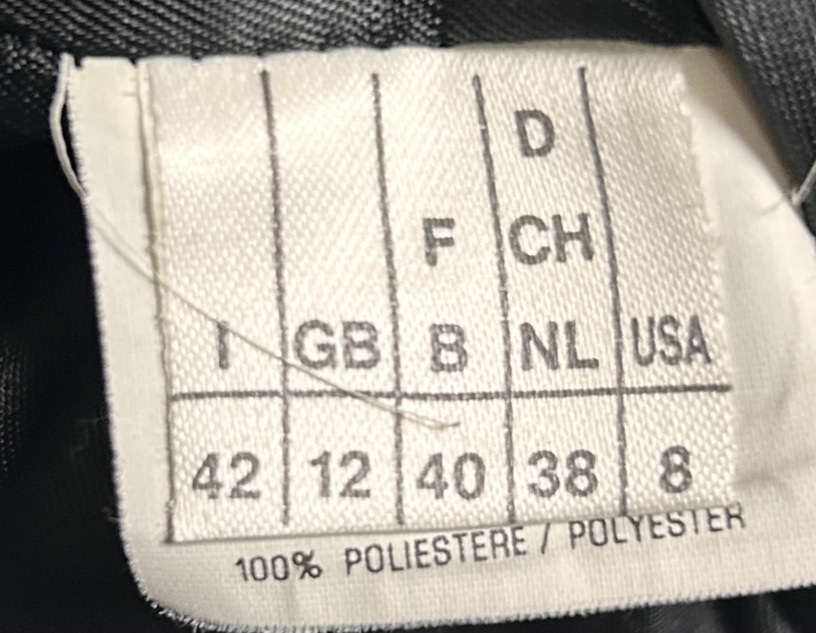 D
F CH
I GB B NL USA
42 12 40 38 8
100% POLIESTERE / POLYESTER